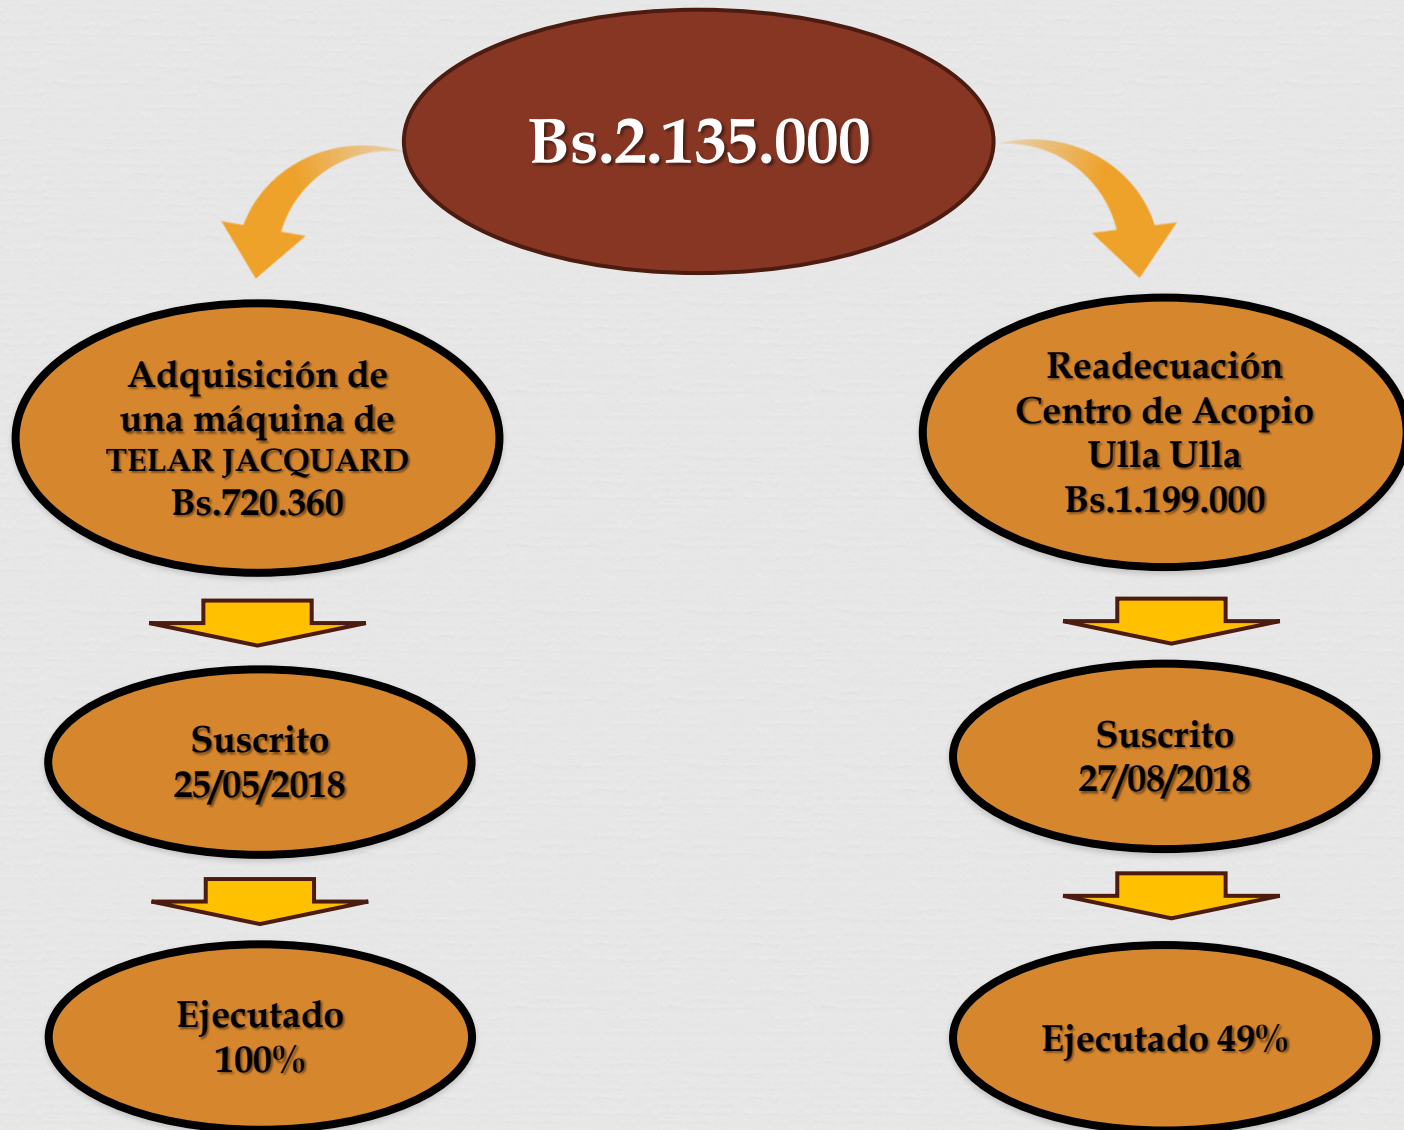 Bs.2.135.000
Adquisición de
una máquina de
TELAR JACQUARD
Bs.720.360
Suscrito
25/05/2018
Ejecutado
100%
Readecuación
Centro de Acopio
Ulla Ulla
Bs.1.199.000
Suscrito
27/08/2018
Ejecutado 49%